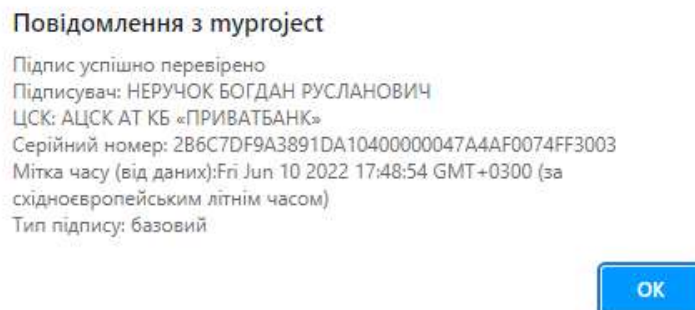 Повідомлення з myproject
Підпис успішно перевірено
Підписувач: НЕРУЧОК БОГДАН РУСЛАНОВИЧ
ЦСК: АЦСК АТ КБ «ПРИВАТБАНК»
Серійний номер: 2B6C7DF9A3891DA10400000047A4AF0074FF3003
Мітка часу (від даних):Fri Jun 10 2022 17:48:54 GMT+0300 (за
східноєвропейським літнім часом)
Тип підпису: базовий
ОК